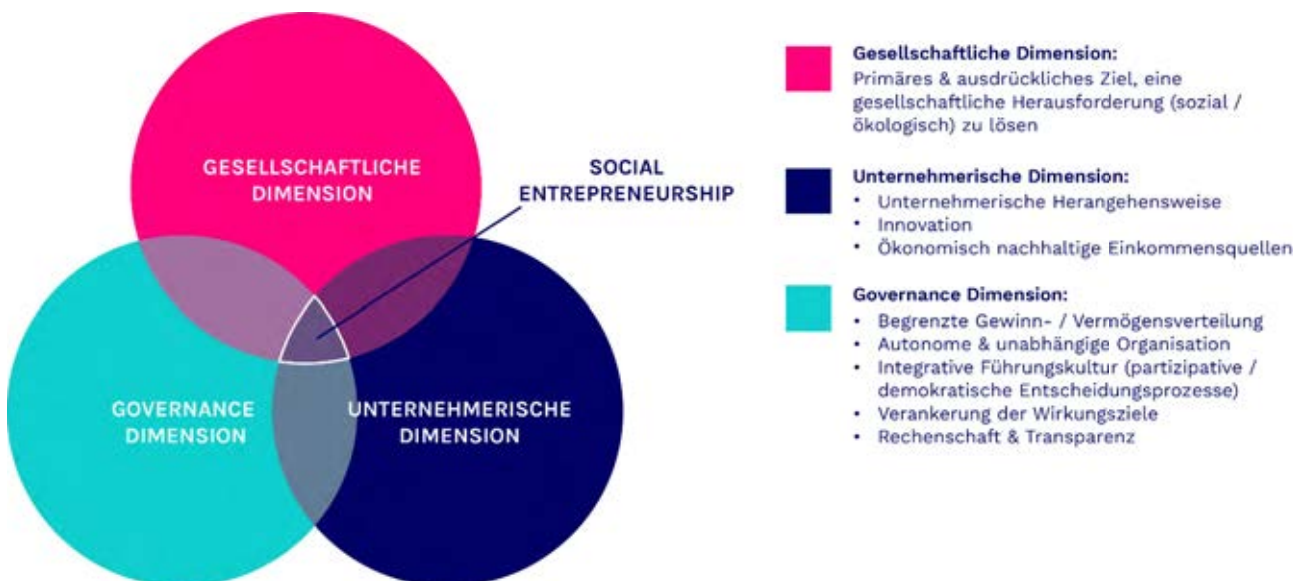 GESELLSCHAFTLICHE
DIMENSION
SOCIAL
ENTREPRENEURSHIP
GOVERNANCE
DIMENSION
UNTERNEHMERISCHE
DIMENSION
Gesellschaftliche Dimension:
Primäres & ausdrückliches Ziel, eine
gesellschaftliche Herausforderung (sozial /
ökologisch) zu lösen
Unternehmerische Dimension:
• Unternehmerische Herangehensweise
• Innovation
• Ökonomisch nachhaltige Einkommensquellen
Governance Dimension:
• Begrenzte Gewinn- / Vermögensverteilung
• Autonome & unabhängige Organisation
• Integrative Führungskultur (partizipative /
demokratische Entscheidungsprozesse)
• Verankerung der Wirkungsziele
• Rechenschaft & Transparenz